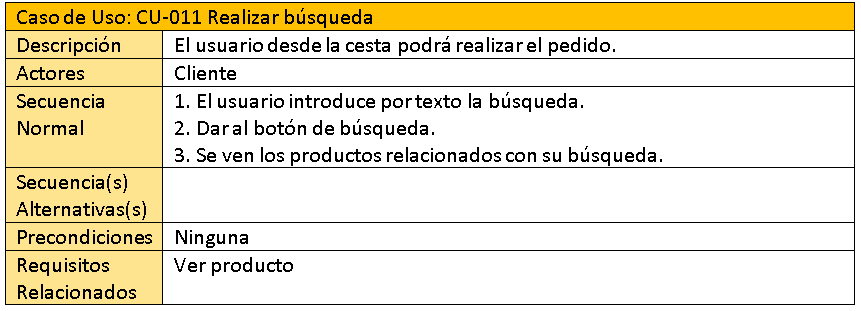 Caso de Uso: CU-011 Realizar búsqueda
Descripción El usuario desde la cesta podrá realizar el pedido.
Actores Cliente
Secuencia Normal 1. El usuario introduce por texto la búsqueda.
2. Dar al botón de búsqueda.
3. Se ven los productos relacionados con su búsqueda.
Secuencia(s)
Alternativas(s)
Precondiciones Ninguna
Requisitos Relacionados Ver producto